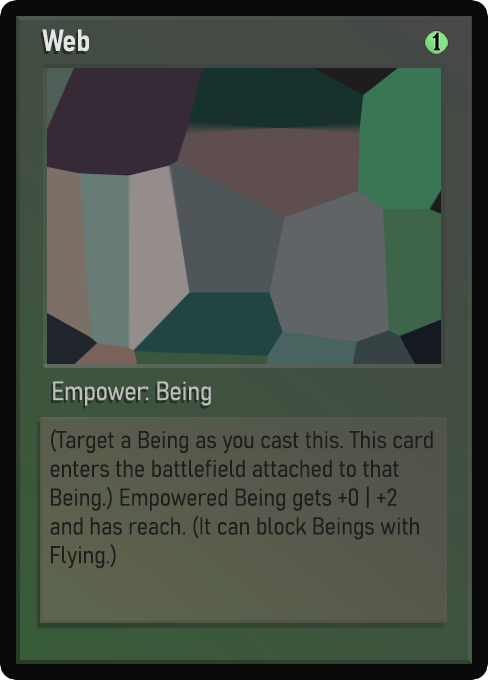 Web
1
Empower: Being
(Target a Being as you cast this. This card
enters the battlefield attached to that
Being.) Empowered Being gets +0 | +2
and has reach. (It can block Beings with
Flying.)